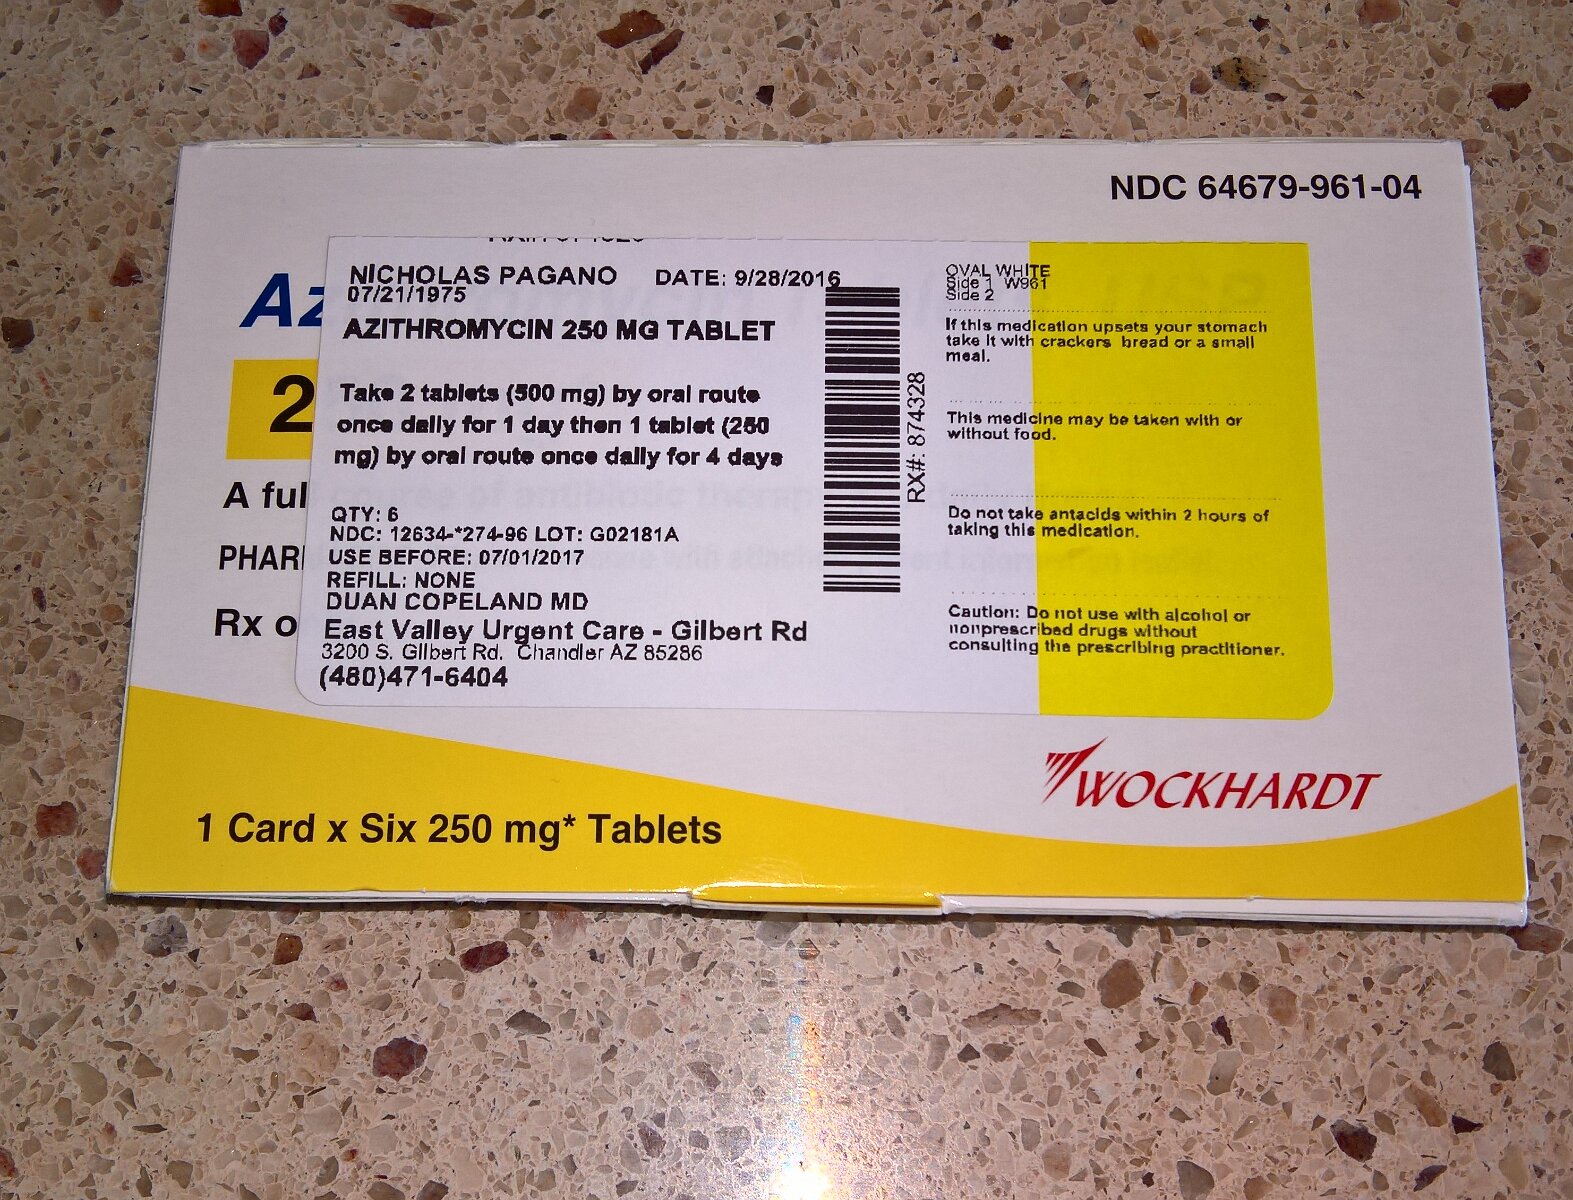 NDC 64679-961-04
NICHOLAS PAGANO DATE: 9/28/2016
07/21/1975
Az
AZITHROMYCIN 250 MG TABLET
2
Take 2 tablets (500 mg) by oral route
once daily for 1 day then 1 tablet (250
mg) by oral route once daily for 4 days
A ful
QTY: 6
NDC: 12634-*274-96 LOT: G02181A
PHAR
USE BEFORE: 07/01/2017
REFILL: NONE
DUAN COPELAND MD
Rx o
East Valley Urgent Care - Gilbert Rd
3200 S. Gilbert Rd. Chandler AZ 85286
(480)471-6404
RX#: 874328
OVAL WHITE
Side 1 W961
Side 2
If this medication upsets your stomach
take it with crackers bread or a small
meal.
This medicine may be taken with or
without food.
Do not take antacids within 2 hours of
taking this medication.
Caution: Do not use with alcohol or
nonprescribed drugs without
consulting the prescribing practitioner.
WOCKHARDT
1 Card x Six 250 mg* Tablets